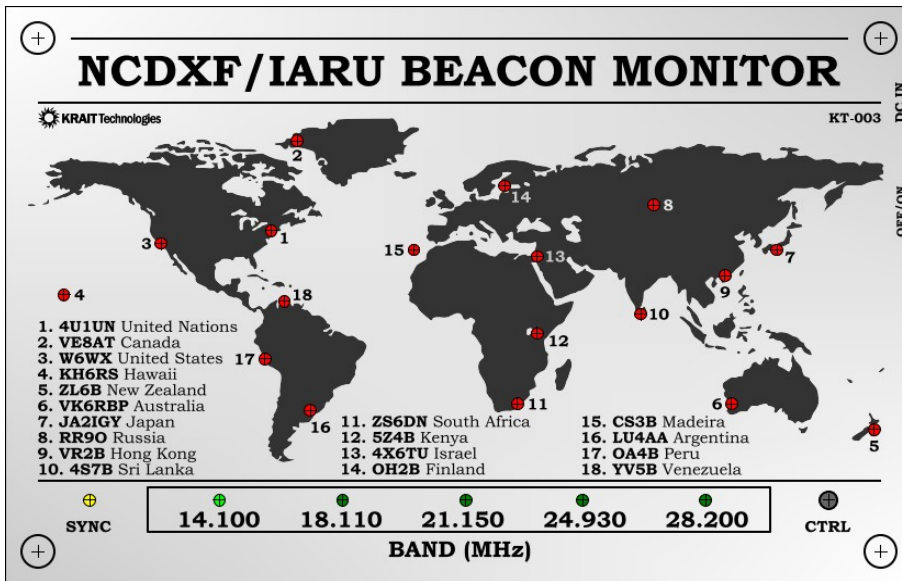 NCDXF/IARU BEACON MONITOR
KRAIT Technologies
KT-003
DC IN
OFF/ON
2
14
8
1
3
15
13
7
9
4
18
10
12
17
6
11
16
5
1. 4U1UN United Nations
2. VE8AT Canada
3. W6WX United States
4. KH6RS Hawaii
5. ZL6B New Zealand
6. VK6RBP Australia
7. JA2IGY Japan
8. RR9O Russia
9. VR2B Hong Kong
10. 4S7B Sri Lanka
11. ZS6DN South Africa
12. 5Z4B Kenya
13. 4X6TU Israel
14. OH2B Finland
15. CS3B Madeira
16. LU4AA Argentina
17. OA4B Peru
18. YV5B Venezuela
SYNC
14.100
18.110
21.150
24.930
28.200
CTRL
BAND (MHz)